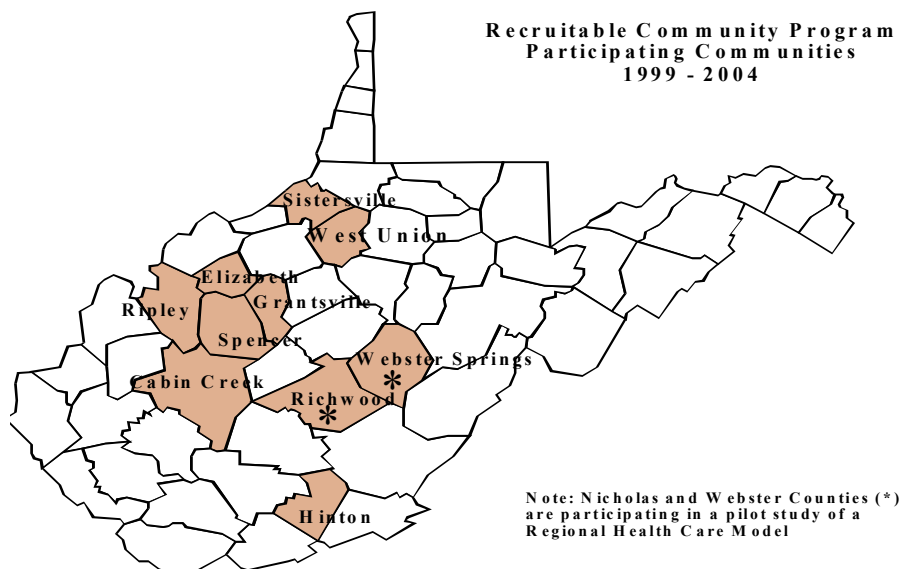 Recruitable Community Program
Participating Communities
1999 - 2004
Sistersville
West Union
Elizabeth
Grantsville
Ripley
Spencer
Webster Springs
*
Cabin Creek
Richwood
*
Hinton
Note: Nicholas and Webster Counties (*)
are participating in a pilot study of a
Regional Health Care Model